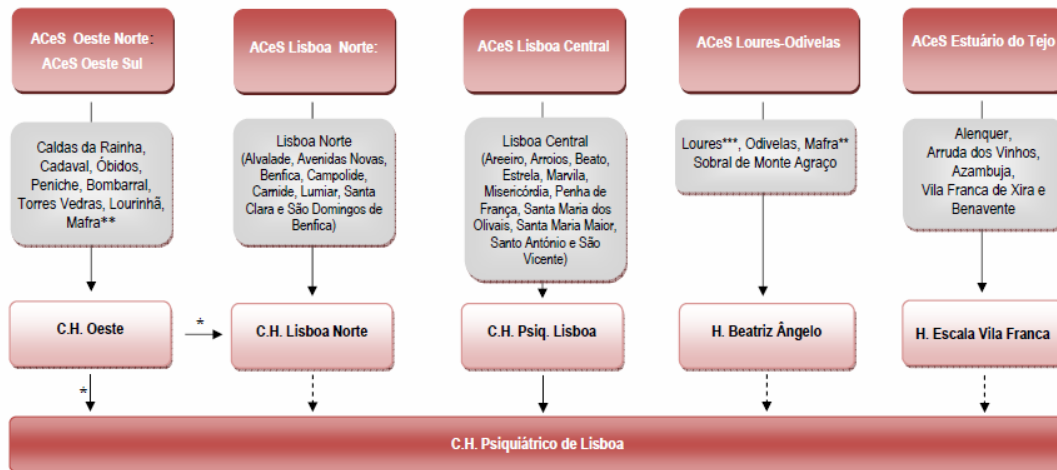 ACeS Oeste Norte:
ACeS Oeste Sul
ACeS Lisboa Norte:
ACeS Lisboa Central
ACeS Loures-Odivelas
ACeS Estuário do Tejo
Caldas da Rainha,
Cadaval, Óbidos,
Peniche, Bombarral,
Torres Vedras, Lourinhã,
Mafra**
Lisboa Norte
(Alvalade, Avenidas Novas,
Benfica, Campolide,
Carnide, Lumiar, Santa
Clara e São Domingos de
Benfica)
Lisboa Central
(Areeiro, Arroios, Beato,
Estrela, Marvila,
Misericórdia, Penha de
França, Santa Maria dos
Olivais, Santa Maria Maior,
Santo António e São
Vicente)
Loures***, Odivelas, Mafra**
Sobral de Monte Agraço
Alenquer,
Arruda dos Vinhos,
Azambuja,
Vila Franca de Xira e
Benavente
C.H. Oeste
*
C.H. Lisboa Norte
C.H. Psiq. Lisboa
H. Beatriz Ângelo
H. Escala Vila Franca
*
C.H. Psiquiátrico de Lisboa